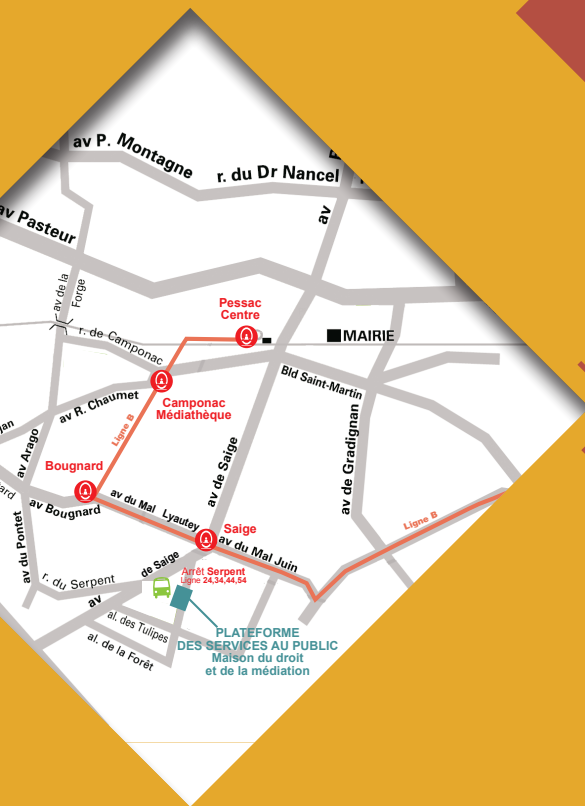 av P. Montagne
r. du Dr Nancel
av
av Pasteur
av de la
Forge
Pessac
Centre
MAIRIE
r. de Camponac
Bld Saint-Martin
av R. Chaumet
Camponac
Médiathèque
Ligne B
av Arago
av de Saige
av de Gradignan
Bougnard
av Bougnard
av du Mal Lyautey
Saige
av du Mal Juin
Ligne B
av du Pontet
r. du Serpent
av de Saige
Arrêt Serpent
Ligne 24,34,44,54
al. des Tulipes
al. de la Forêt
PLATEFORME
DES SERVICES AU PUBLIC
Maison du droit
et de la médiation